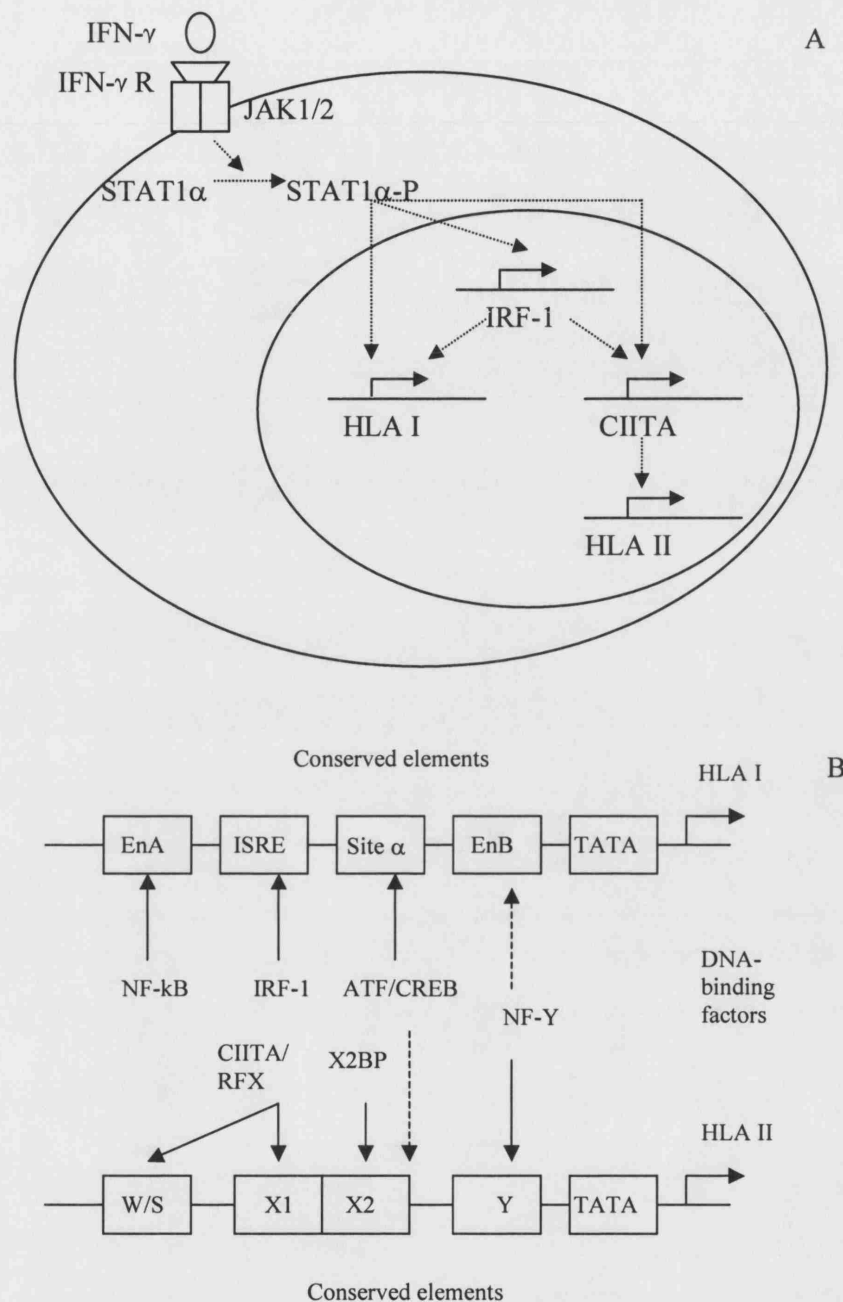 IFN-γ
A
IFN-γ R
JAK1/2
STAT1α
STAT1α-P
IRF-1
HLA I
CIITA
HLA II
Conserved elements
B
HLA I
EnA
ISRE
Site α
EnB
TATA
NF-kB
IRF-1
ATF/CREB
NF-Y
DNA-
binding
factors
CIITA/
RFX
X2BP
HLA II
W/S
X1
X2
Y
TATA
Conserved elements